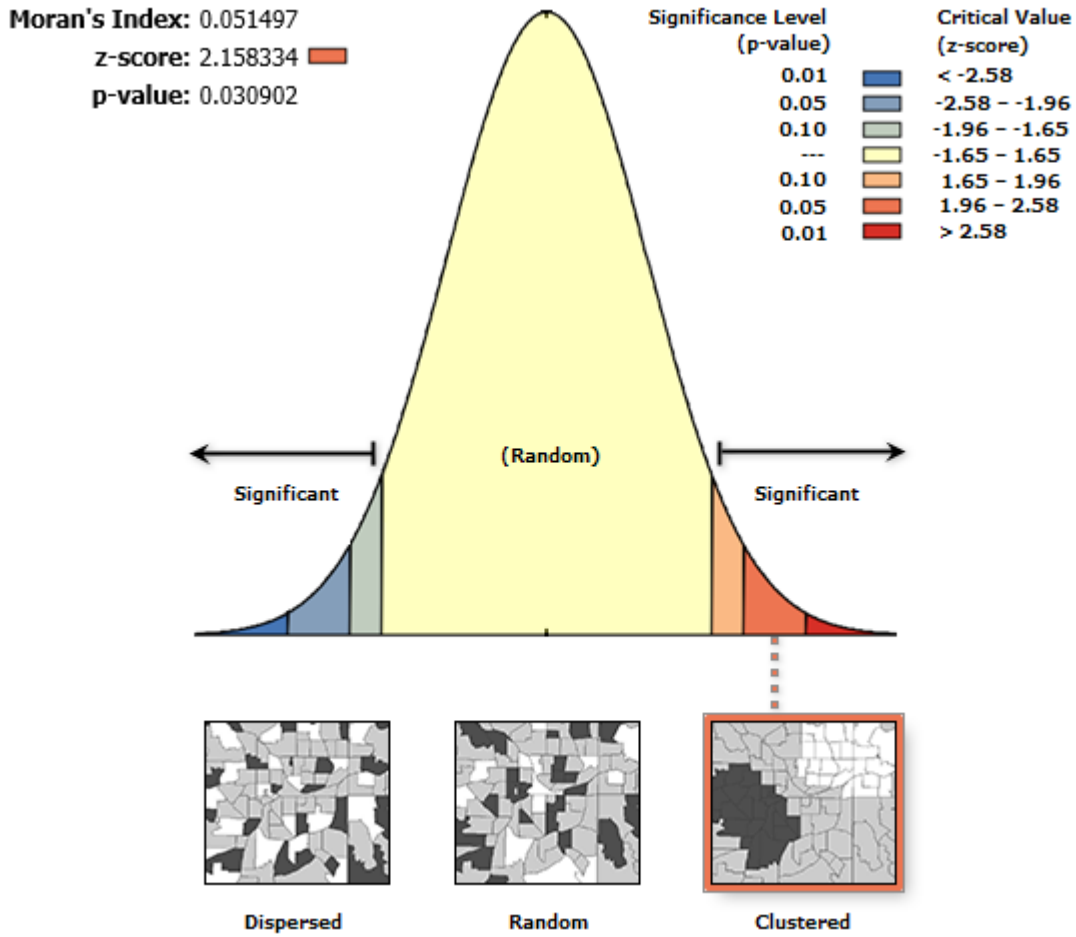 Moran's Index: 0.051497
z-score: 2.158334
p-value: 0.030902
Significance Level
(p-value)
Critical Value
(z-score)
0.01 < -2.58
0.05 -2.58 – -1.96
0.10 -1.96 – -1.65
--- -1.65 – 1.65
0.10 1.65 – 1.96
0.05 1.96 – 2.58
0.01 > 2.58
(Random)
Significant
Significant
Dispersed
Random
Clustered